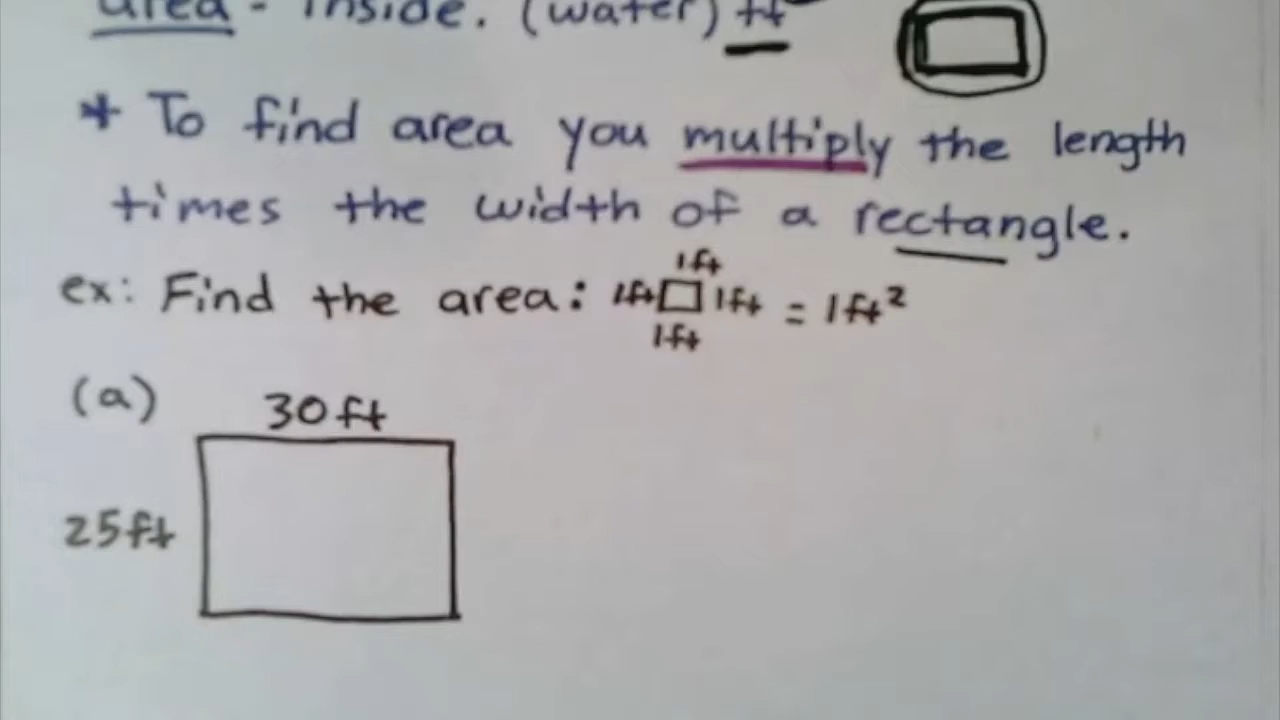 area - inside. (water) ft
* To find area you multiply the length
times the width of a rectangle.
1ft
ex: Find the area: 1ft 1ft = 1ft²
1ft
(a) 30ft
25ft